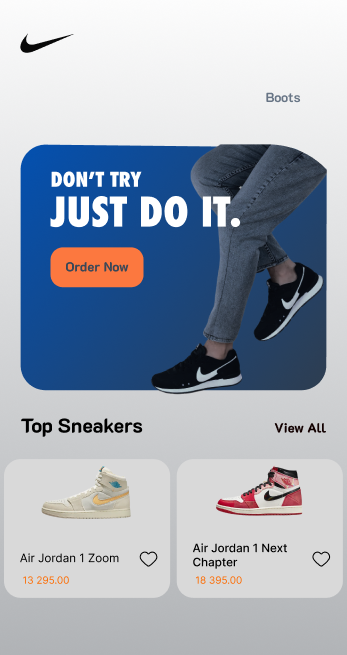 Boots
DON'T TRY
JUST DO IT.
Order Now
Top Sneakers
View All
Air Jordan 1 Zoom
13 295.00
Air Jordan 1 Next
Chapter
18 395.00